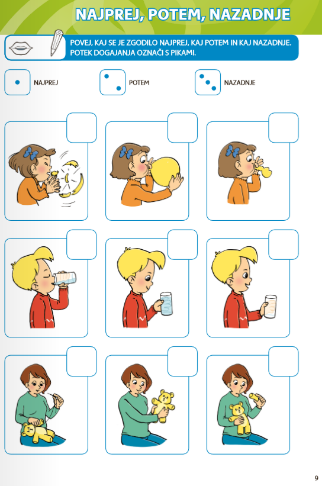 NAJPREJ, POTEM, NAZADNJE
POVEJ, KAJ SE JE ZGODILO NAJPREJ, KAJ POTEM IN KAJ NAZADNJE.
POTEK DOGAJANJA OZNAČI S PIKAMI.
NAJPREJ POTEM NAZADNJE
9